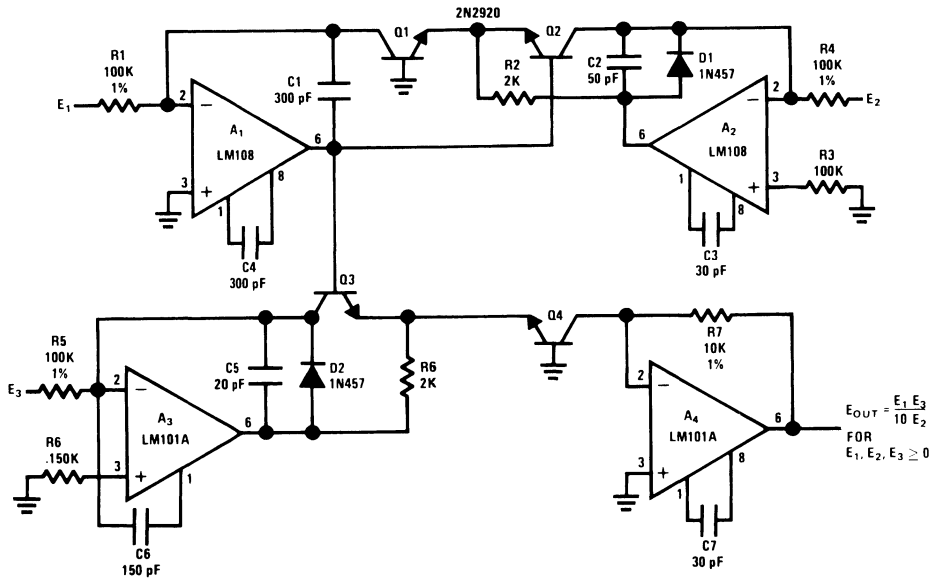 2N2920
Q1
Q2
R1
100K
1%
C1
300 pF
R2
2K
C2
50 pF
D1
1N457
R4
100K
1%
E1
2
−
A1
LM108
6
8
3
+
1
C4
300 pF
2
−
E2
A2
LM108
6
R3
100K
3
+
1
8
C3
30 pF
Q3
Q4
R5
100K
1%
C5
20 pF
D2
1N457
R6
2K
R7
10K
1%
E3
2
−
A3
LM101A
6
R6
.150K
3
+
1
C6
150 pF
2
−
A4
LM101A
6
8
3
+
1
C7
30 pF
EOUT = E1 E3
10 E2
FOR
E1, E2, E3 ≥ 0